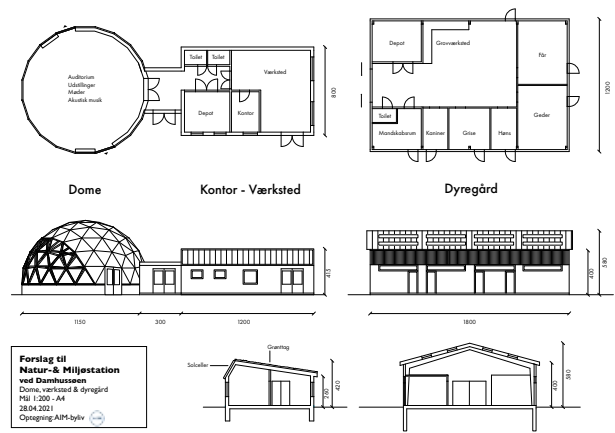 Toilet Toilet
Værksted
Auditorium
Udstillinger
Møder
Akustisk musik
Depot
Kontor
800
Depot
Grovværksted
Får
Toilet
Mandskabsrum
Kaniner
Grise
Høns
Geder
1200
Dome
Kontor - Værksted
Dyregård
415
400
580
1150
300
1200
1800
Forslag til
Natur-& Miljøstation
ved Damhussøen
Dome, værksted & dyregård
Mål 1:200 - A4
28.04.2021
Optegning: AIM-byliv
Solceller
Grønttag
260
420
400
580